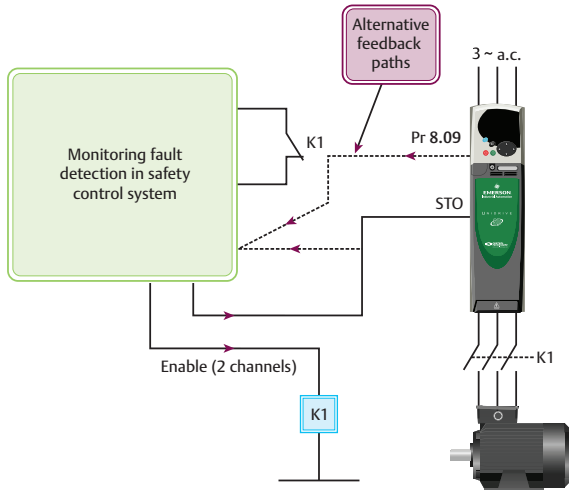 Alternative
feedback
paths
3 ~ a.c.
Monitoring fault
detection in safety
control system
K1
Pr 8.09
STO
EMERSON
UNIDRIVE
K1
Enable (2 channels)
K1